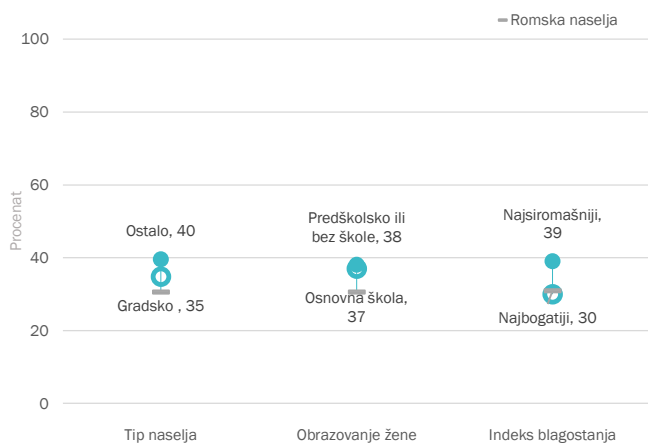 Romska naselja
100
80
60
40
20
0
Procenat
Ostalo, 40
Gradsko , 35
Predškolsko ili
bez škole, 38
Osnovna škola,
37
Najsiromašniji,
39
Najbogatiji, 30
Tip naselja
Obrazovanje žene
Indeks blagostanja